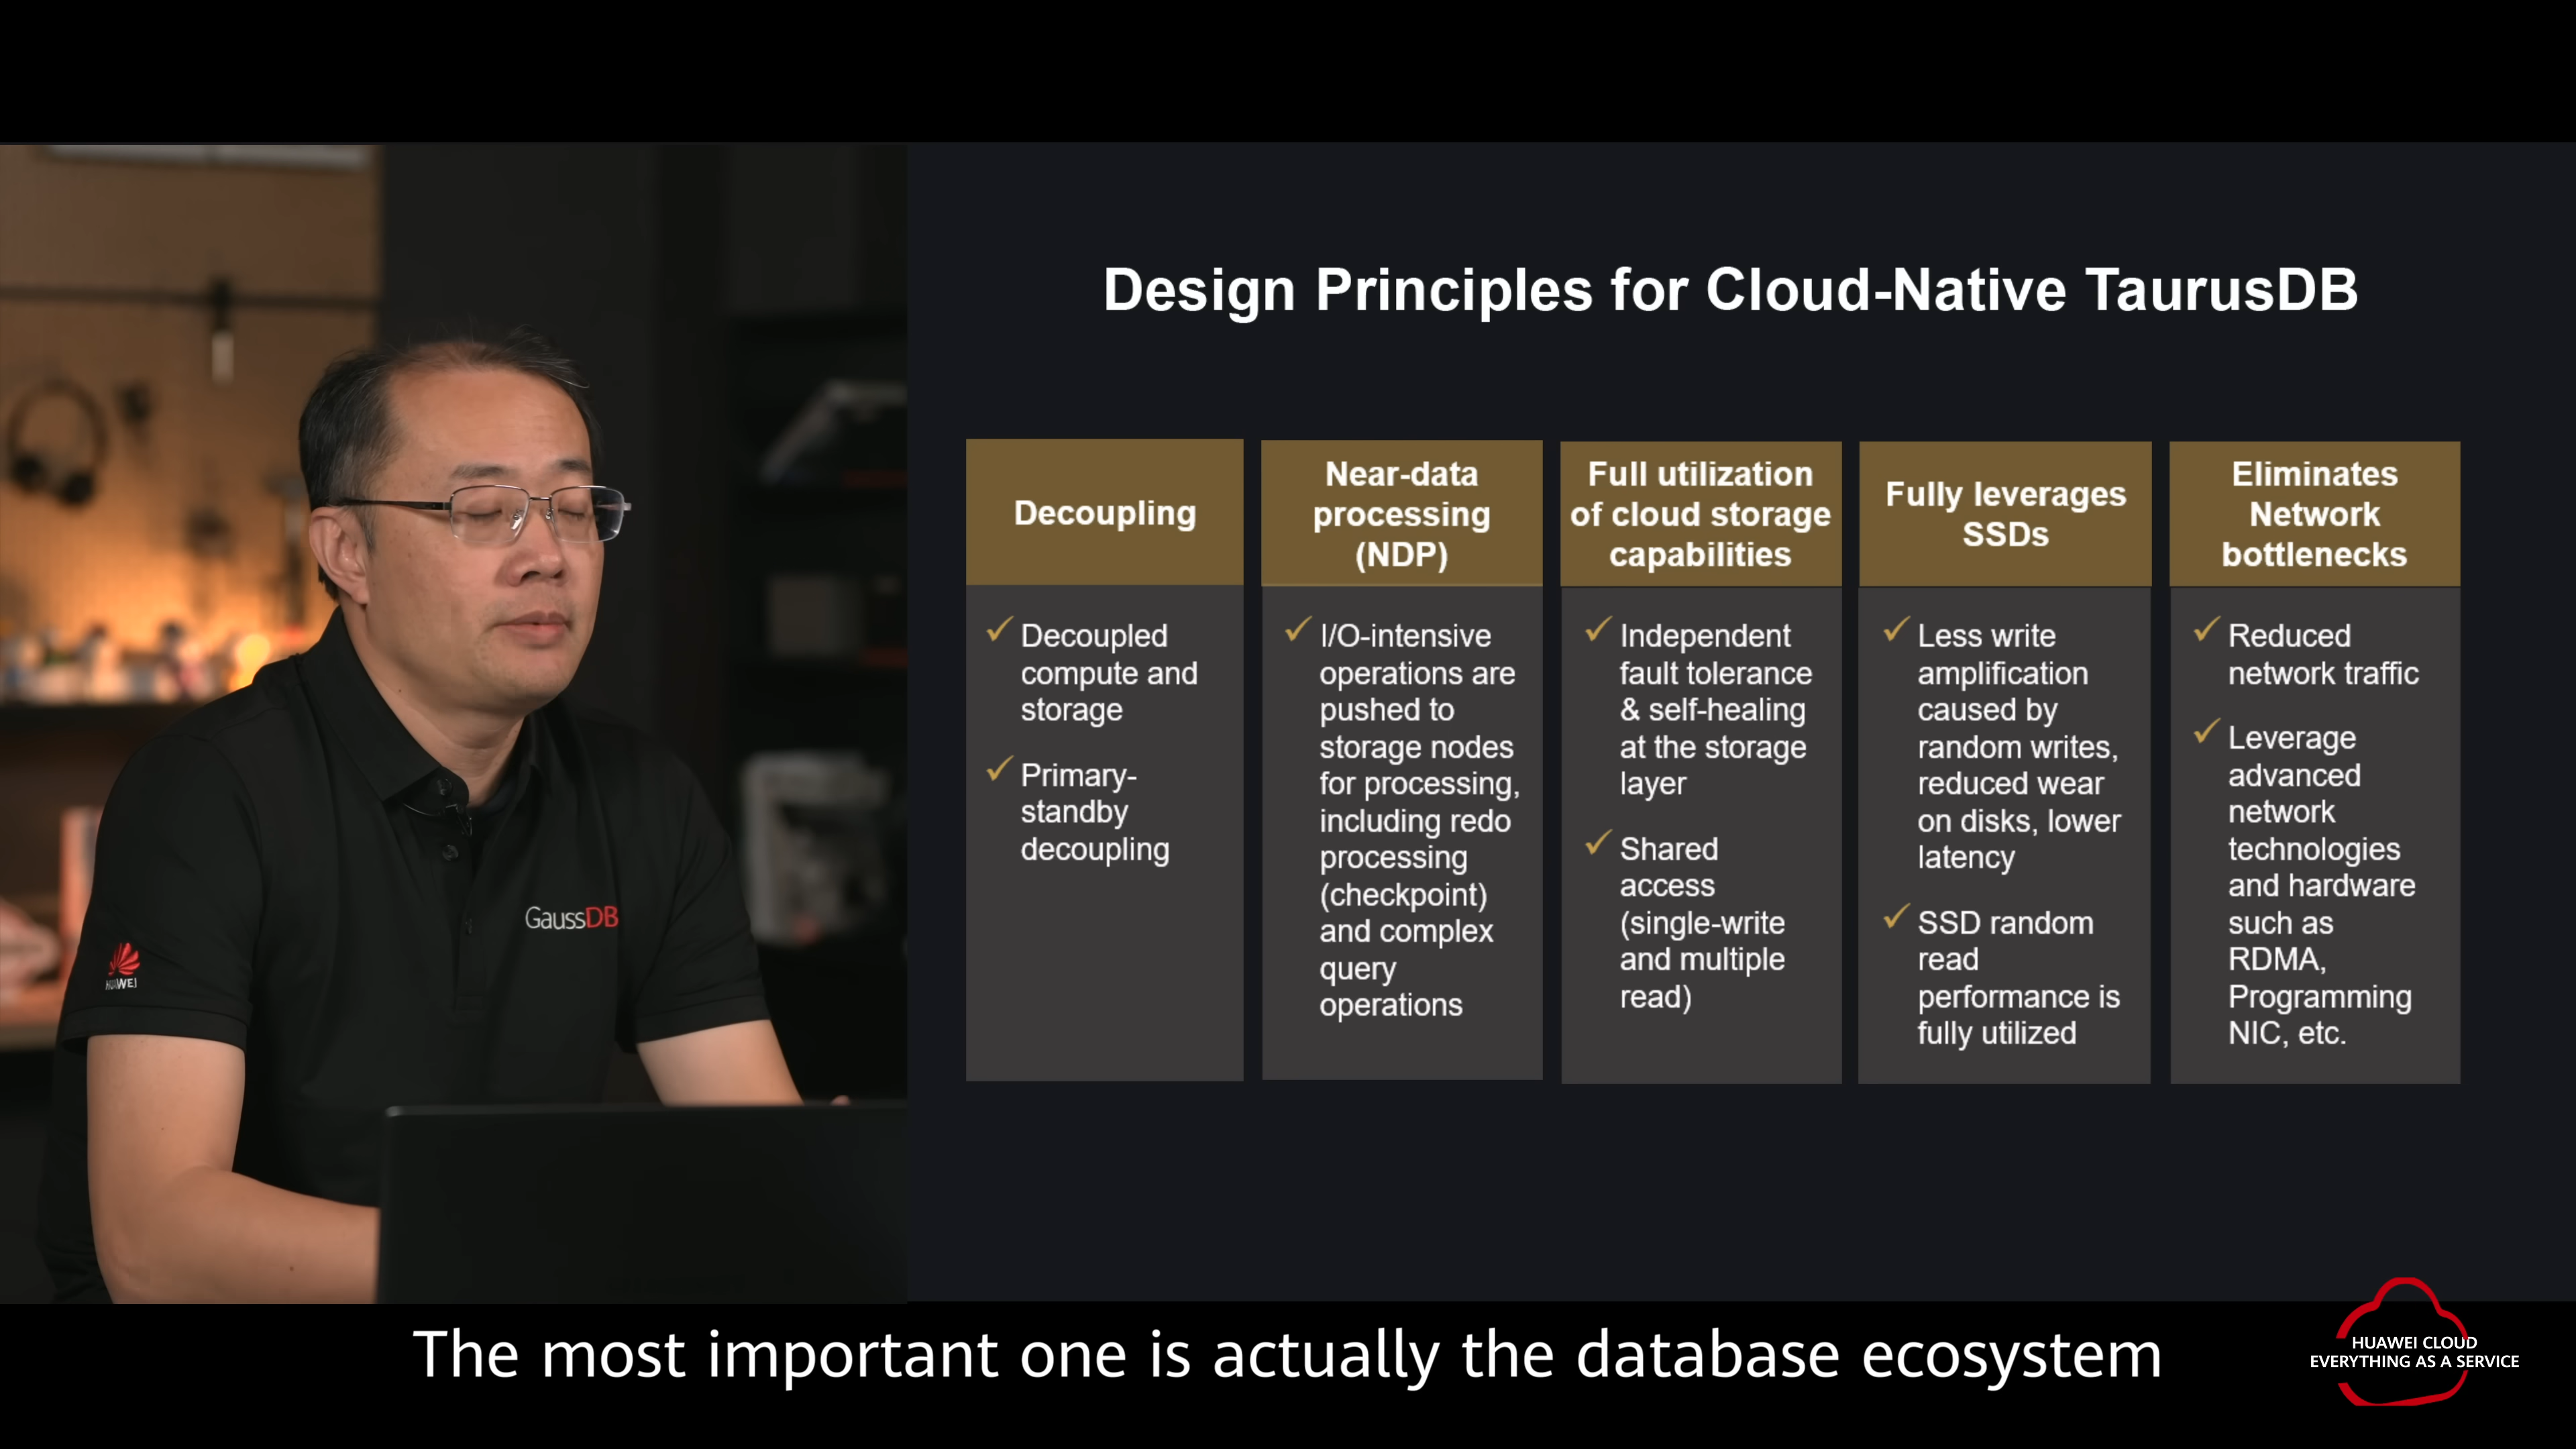 Design Principles for Cloud-Native TaurusDB
Decoupling
Decoupled
compute and
storage
Primary-
standby
decoupling
Near-data
processing
(NDP)
I/O-intensive
operations are
pushed to
storage nodes
for processing,
including redo
processing
(checkpoint)
and complex
query
operations
Full utilization
of cloud storage
capabilities
Independent
fault tolerance
& self-healing
at the storage
layer
Shared
access
(single-write
and multiple
read)
Fully leverages
SSDs
Less write
amplification
caused by
random writes,
reduced wear
on disks, lower
latency
SSD random
read
performance is
fully utilized
Eliminates
Network
bottlenecks
Reduced
network traffic
Leverage
advanced
network
technologies
and hardware
such as
RDMA,
Programming
NIC, etc.
GaussDB
HUAWEI
The most important one is actually the database ecosystem
HUAWEI CLOUD
EVERYTHING AS A SERVICE